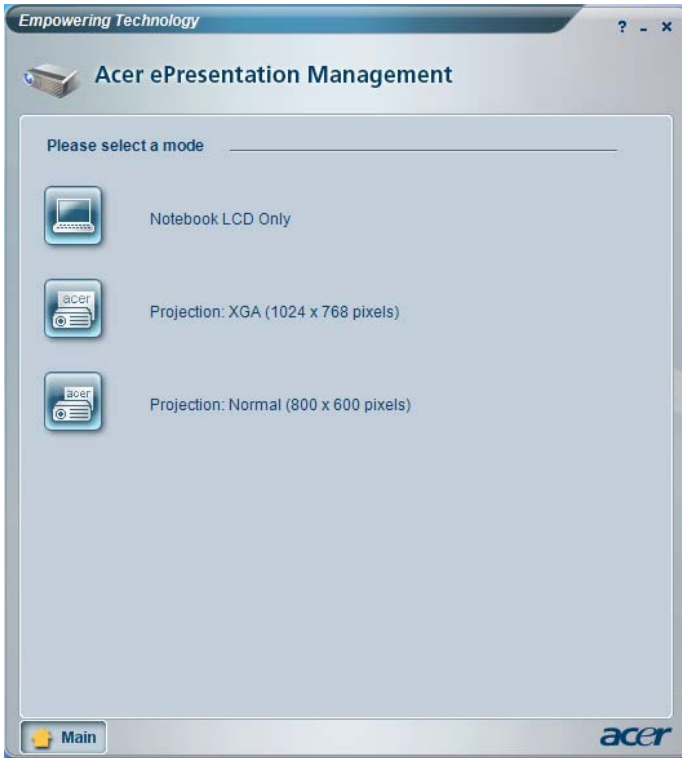 Empowering Technology
? - ×
Acer ePresentation Management
Please select a mode
Notebook LCD Only
acer
Projection: XGA (1024 x 768 pixels)
acer
Projection: Normal (800 x 600 pixels)
Main
acer